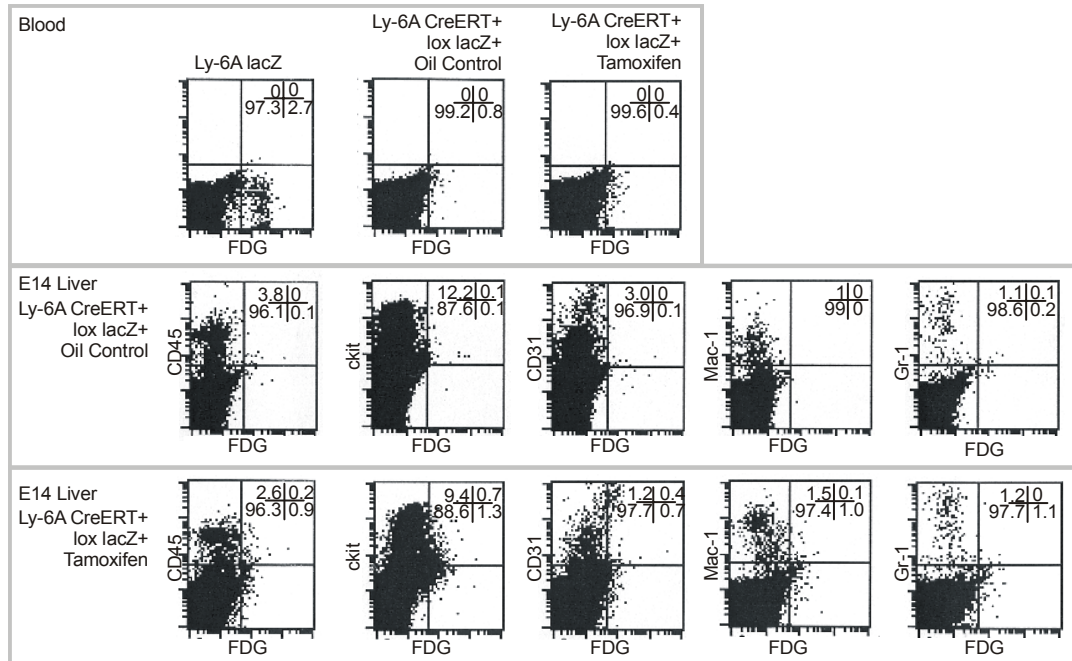 Blood
Ly-6A lacZ
Ly-6A CreERT+
lox lacZ+
Oil Control
Ly-6A CreERT+
lox lacZ+
Tamoxifen
0 0
97.3 2.7
FDG
0 0
99.2 0.8
FDG
0 0
99.6 0.4
FDG
E14 Liver
Ly-6A CreERT+
lox lacZ+
Oil Control
CD45
3.8 0
96.1 0.1
FDG
ckit
12.2 0.1
87.6 0.1
FDG
CD31
3.0 0
96.9 0.1
FDG
Mac-1
1 0
99 0
FDG
Gr-1
1.1 0.1
98.6 0.2
FDG
E14 Liver
Ly-6A CreERT+
lox lacZ+
Tamoxifen
CD45
2.6 0.2
96.3 0.9
FDG
ckit
9.4 0.7
88.6 1.3
FDG
CD31
1.2 0.4
97.7 0.7
FDG
Mac-1
1.5 0.1
97.4 1.0
FDG
Gr-1
1.2 0
97.7 1.1
FDG